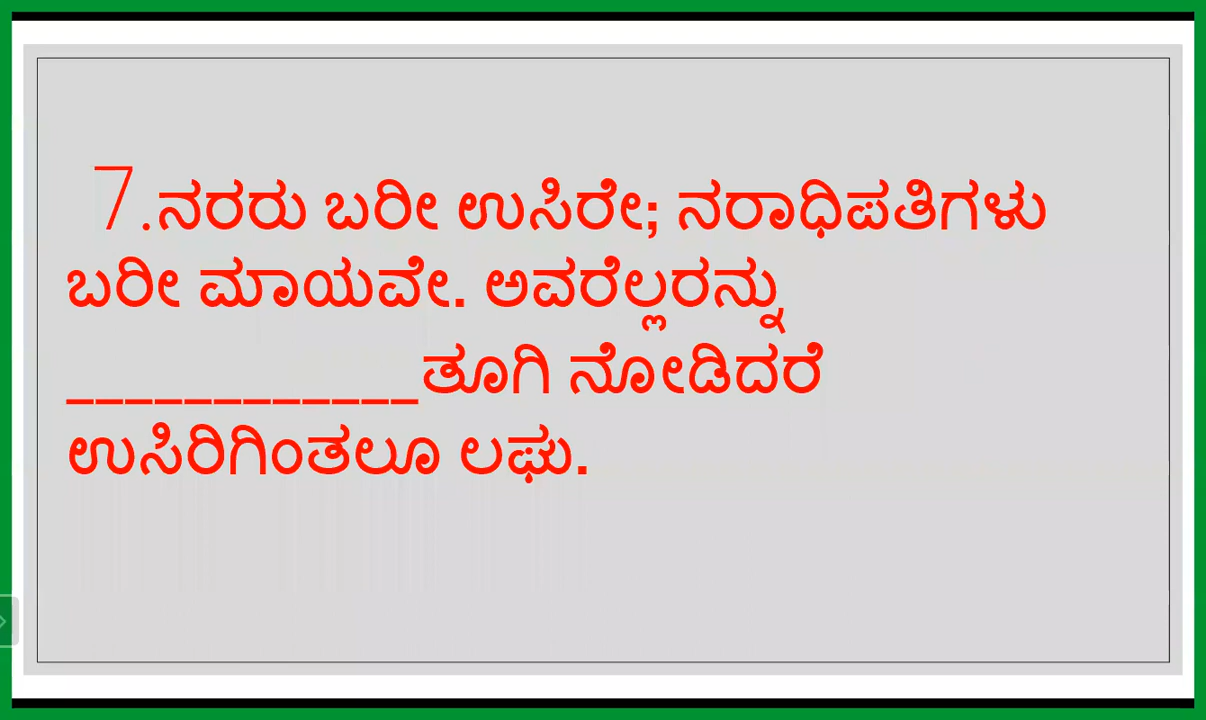 7.ನರರು ಬರೀ ಉಸಿರೇ; ನರಾಧಿಪತಿಗಳು
ಬರೀ ಮಾಯವೇ. ಅವರೆಲ್ಲರನ್ನು
____________ತೂಗಿ ನೋಡಿದರೆ
ಉಸಿರಿಗಿಂತಲೂ ಲಘು.